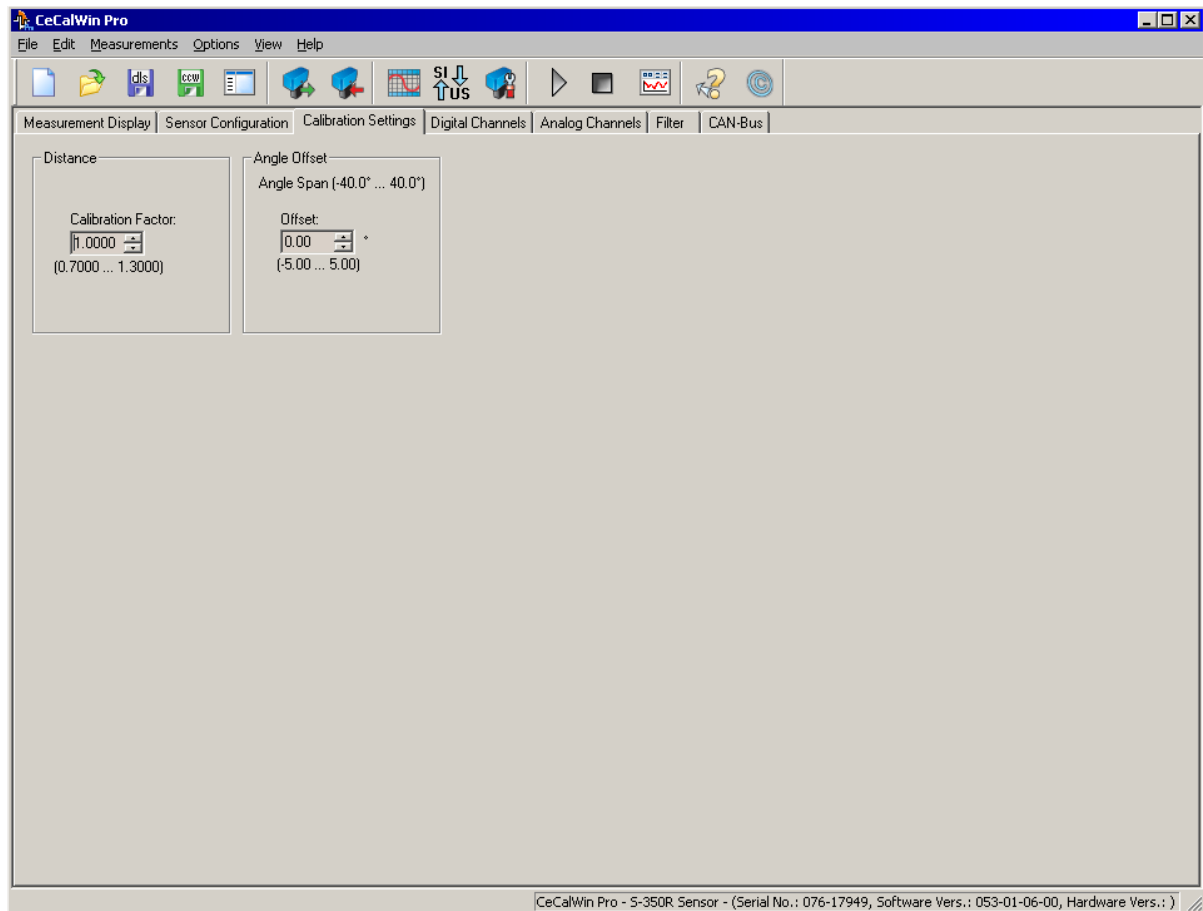 CeCalWin Pro
File Edit Measurements Options View Help
dls ccw SI US
Measurement Display Sensor Configuration Calibration Settings Digital Channels Analog Channels Filter CAN-Bus
Distance
Calibration Factor:
1.0000
(0.7000 ... 1.3000)
Angle Offset
Angle Span (-40.0° ... 40.0°)
Offset:
0.00 °
(-5.00 ... 5.00)
CeCalWin Pro - S-350R Sensor - (Serial No.: 076-17949, Software Vers.: 053-01-06-00, Hardware Vers.: )